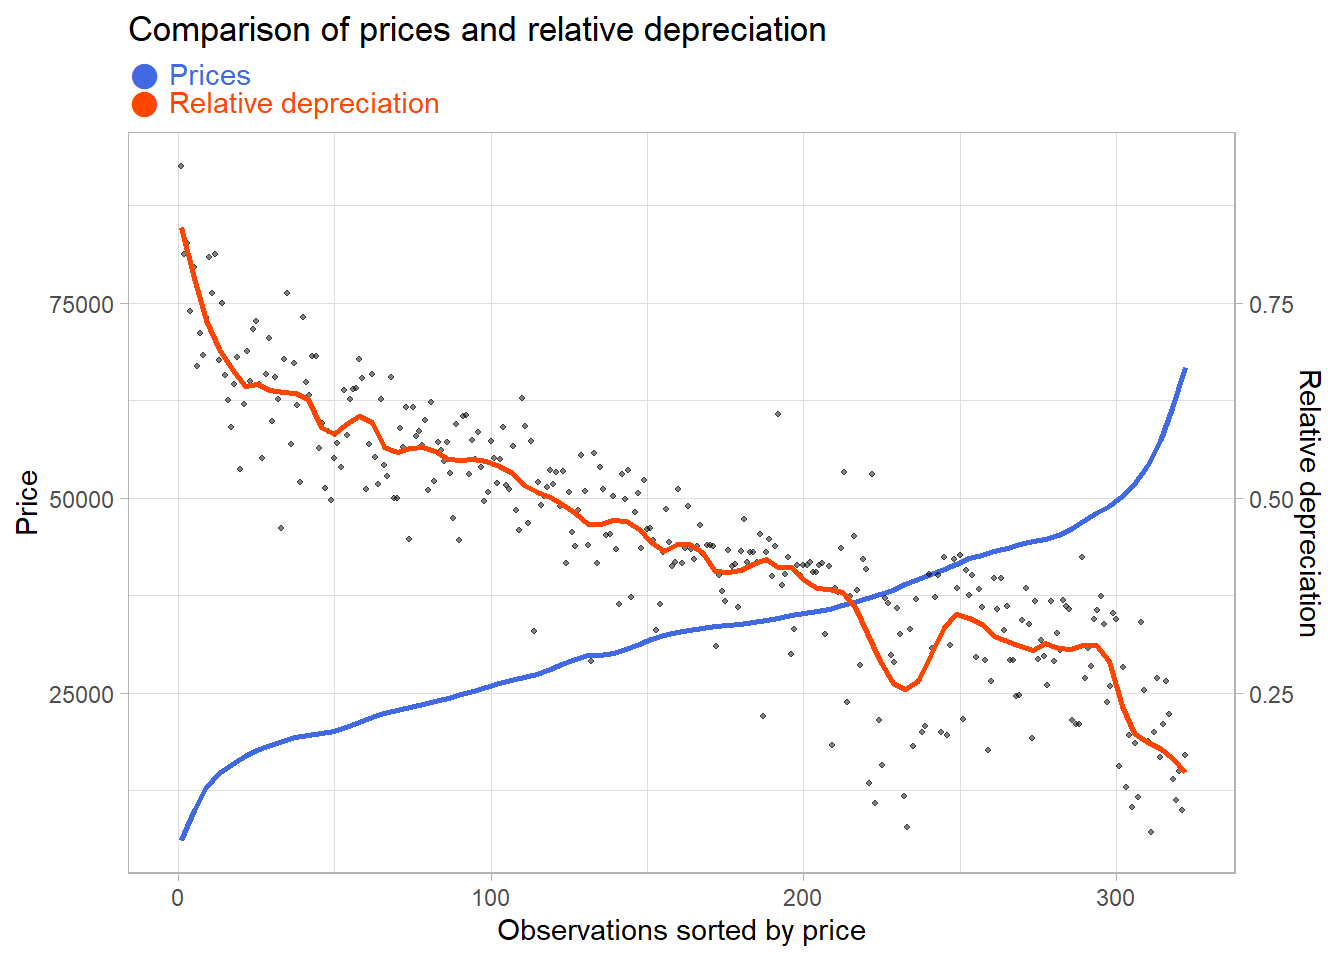 Comparison of prices and relative depreciation
Prices
Relative depreciation
75000
50000
25000
Price
0.75
0.50
0.25
Relative depreciation
0
100
200
300
Observations sorted by price